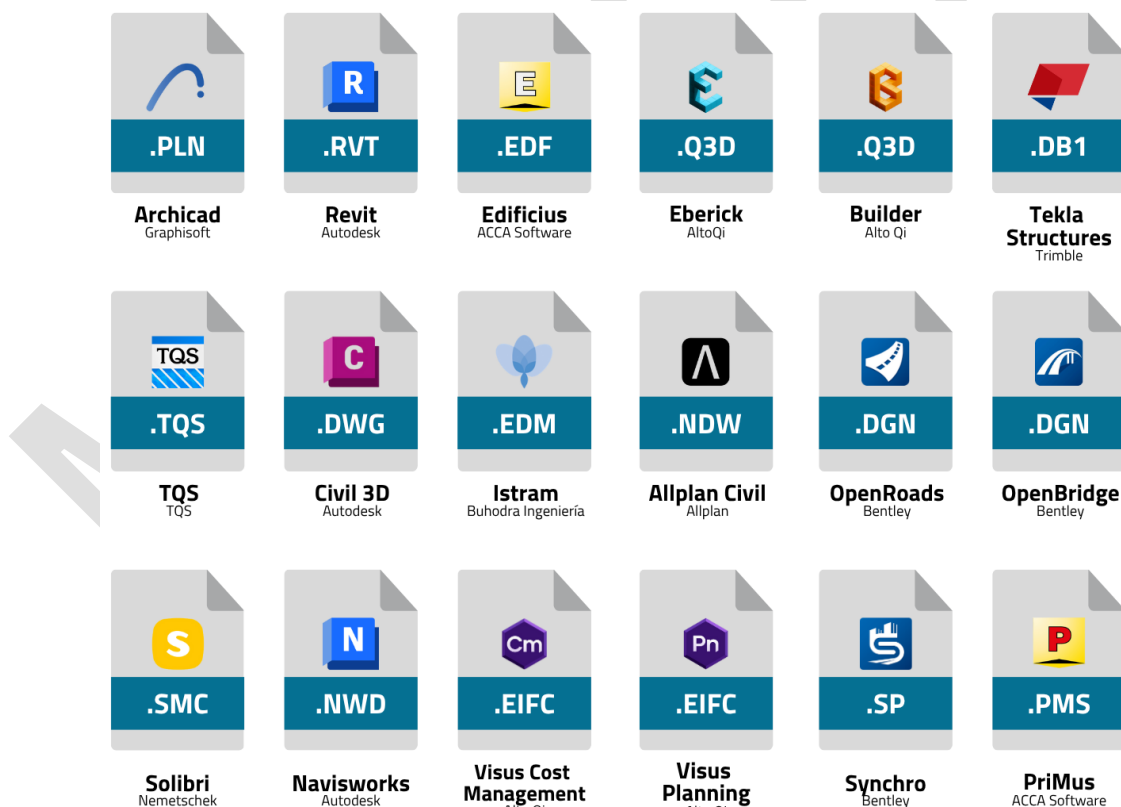 R
E
.PLN
.RVT
.EDF
.Q3D
.Q3D
.DB1
Archicad
Graphisoft
Revit
Autodesk
Edificius
ACCA Software
Eberick
AltoQi
Builder
Alto Qi
Tekla
Structures
Trimble
TQS
C
.TQS
.DWG
.EDM
.NDW
.DGN
.DGN
TQS
TQS
Civil 3D
Autodesk
Istram
Buhodra Ingeniería
Allplan Civil
Allplan
OpenRoads
Bentley
OpenBridge
Bentley
S
N
Cm
Pn
P
.SMC
.NWD
.EIFC
.EIFC
.SP
.PMS
Solibri
Nemetschek
Navisworks
Autodesk
Visus Cost
Management
Visus
Planning
Synchro
Bentley
PriMus
ACCA Software